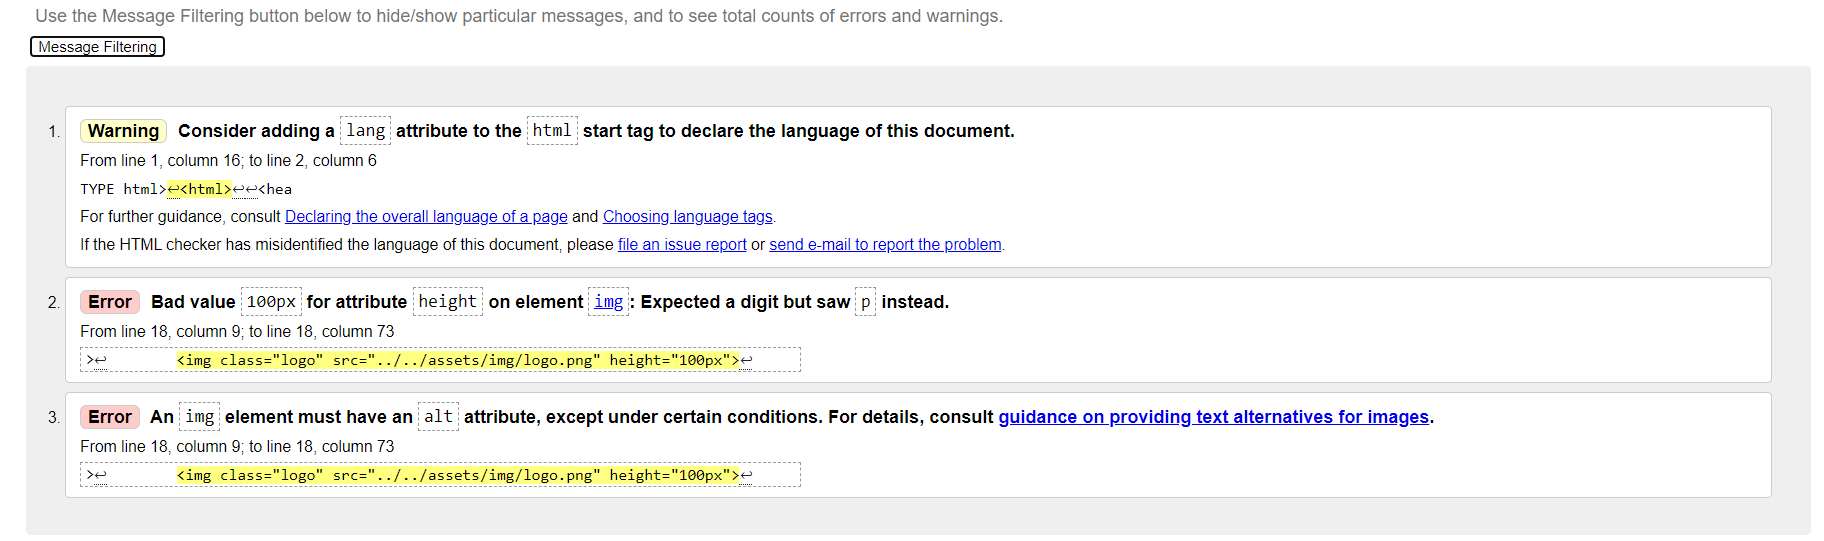 Use the Message Filtering button below to hide/show particular messages, and to see total counts of errors and warnings.
Message Filtering
1. Warning Consider adding a lang attribute to the html start tag to declare the language of this document.
From line 1, column 16; to line 2, column 6
TYPE html>↩<html>↩↩<hea
For further guidance, consult Declaring the overall language of a page and Choosing language tags.
If the HTML checker has misidentified the language of this document, please file an issue report or send e-mail to report the problem.
2. Error Bad value 100px for attribute height on element img: Expected a digit but saw p instead.
From line 18, column 9; to line 18, column 73
>↩        <img class="logo" src="../../assets/img/logo.png" height="100px">↩
3. Error An img element must have an alt attribute, except under certain conditions. For details, consult guidance on providing text alternatives for images.
From line 18, column 9; to line 18, column 73
>↩        <img class="logo" src="../../assets/img/logo.png" height="100px">↩